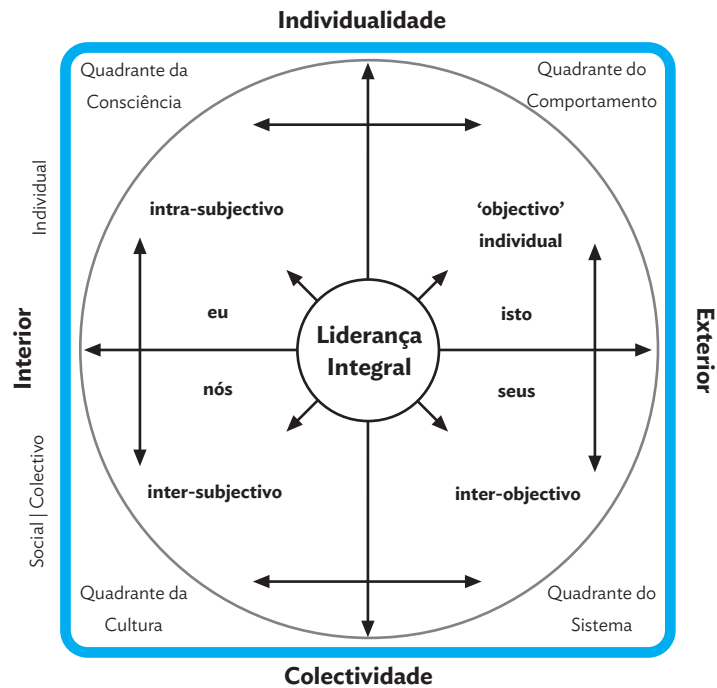 Individualidade
Quadrante da
Consciência
Quadrante do
Comportamento
Individual
intra-subjectivo
‘objectivo’
individual
eu
isto
Interior
Liderança
Integral
Exterior
nós
seus
Social | Colectivo
inter-subjectivo
inter-objectivo
Quadrante da
Cultura
Quadrante do
Sistema
Colectividade